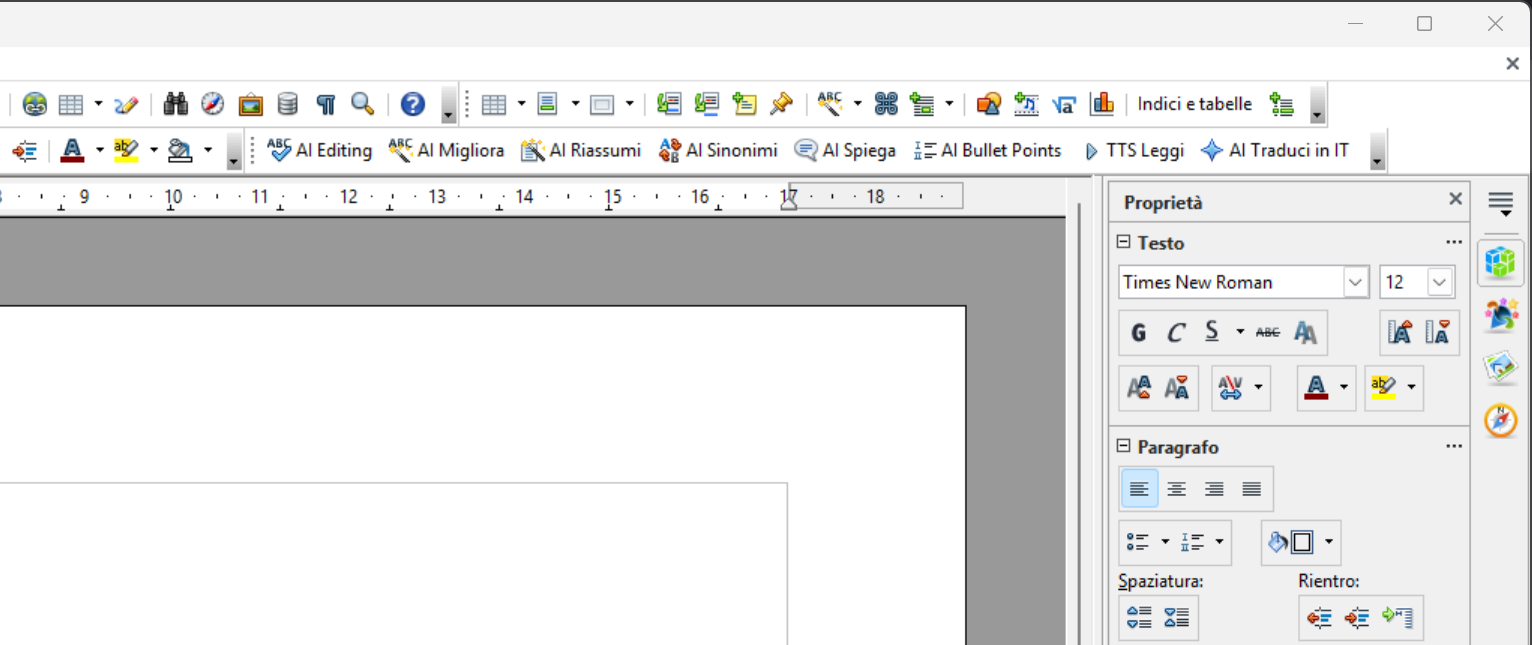 Indici e tabelle
AI Editing AI Migliora AI Riassumi AI Sinonimi AI Spiega AI Bullet Points TTS Leggi AI Traduci in IT
9 10 11 12 13 14 15 16 17 18
Proprietà
Testo
Times New Roman 12
G C S ABC
Paragrafo
Spaziatura: Rientro: